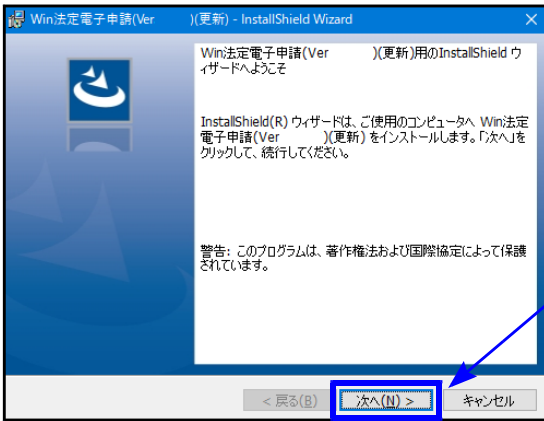 Win法定電子申請(Ver　　　)(更新) - InstallShield Wizard
Win法定電子申請(Ver　　　)(更新)用のInstallShield ウ
ィザードへようこそ
InstallShield(R) ウィザードは、ご使用のコンピュータへ Win法定
電子申請(Ver　　　)(更新) をインストールします。「次へ」を
クリックして、続行してください。
警告: このプログラムは、著作権法および国際協定によって保護
されています。
< 戻る(B)　次へ(N) >　キャンセル